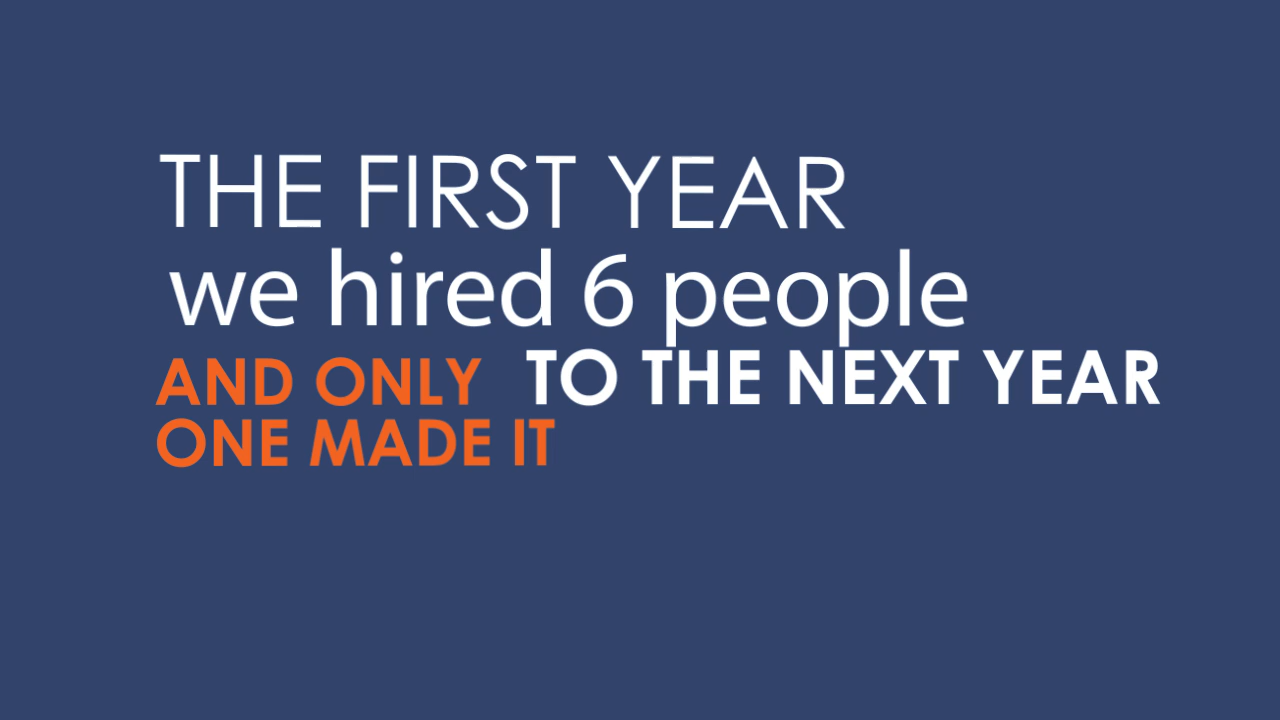 THE FIRST YEAR
we hired 6 people
AND ONLY
ONE MADE IT
TO THE NEXT YEAR